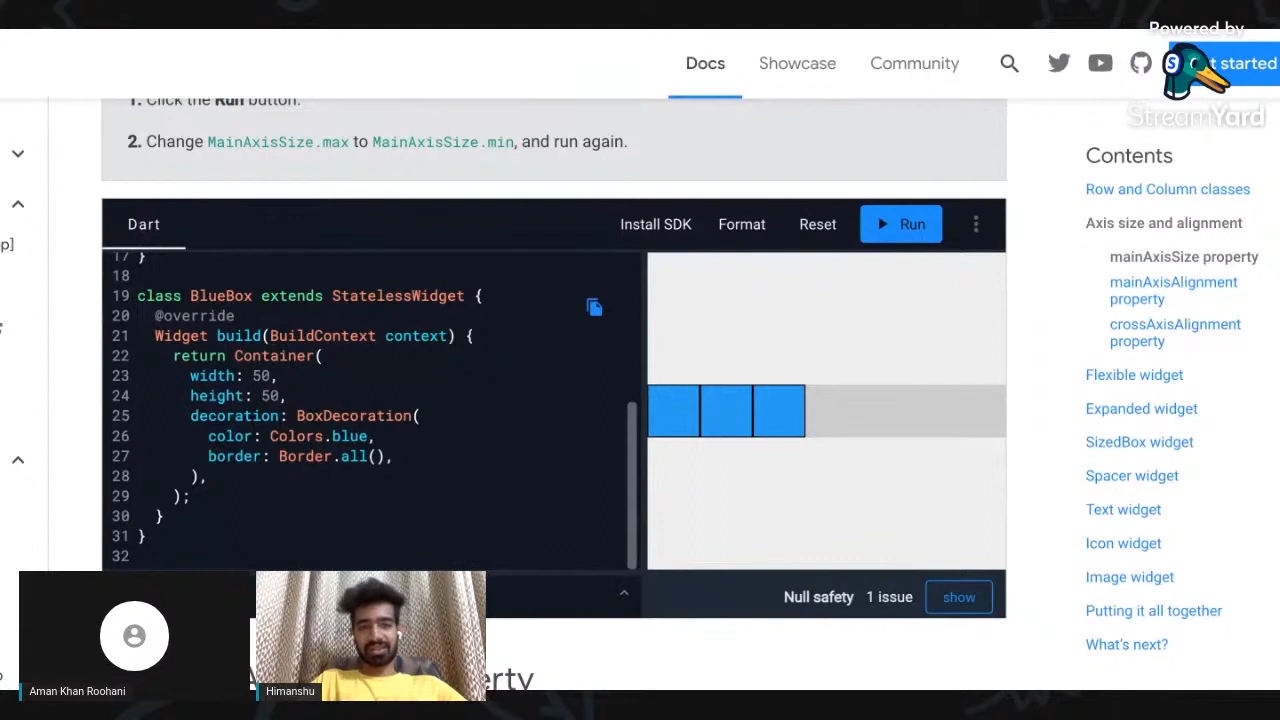 Powered by
Docs
Showcase
Community
t started
StreamYard
1. Click the Run button.
2. Change MainAxisSize.max to MainAxisSize.min, and run again.
Contents
Row and Column classes
Axis size and alignment
mainAxisSize property
mainAxisAlignment
property
crossAxisAlignment
property
Flexible widget
Expanded widget
SizedBox widget
Spacer widget
Text widget
Icon widget
Image widget
Putting it all together
What's next?
p]
Dart
Install SDK
Format
Reset
Run
17 }
18
19 class BlueBox extends StatelessWidget {
20 @override
21 Widget build(BuildContext context) {
22 return Container(
23 width: 50,
24 height: 50,
25 decoration: BoxDecoration(
26 color: Colors.blue,
27 border: Border.all(),
28 ),
29 );
30 }
31 }
32
Null safety
1 issue
show
erty
Aman Khan Roohani
Himanshu